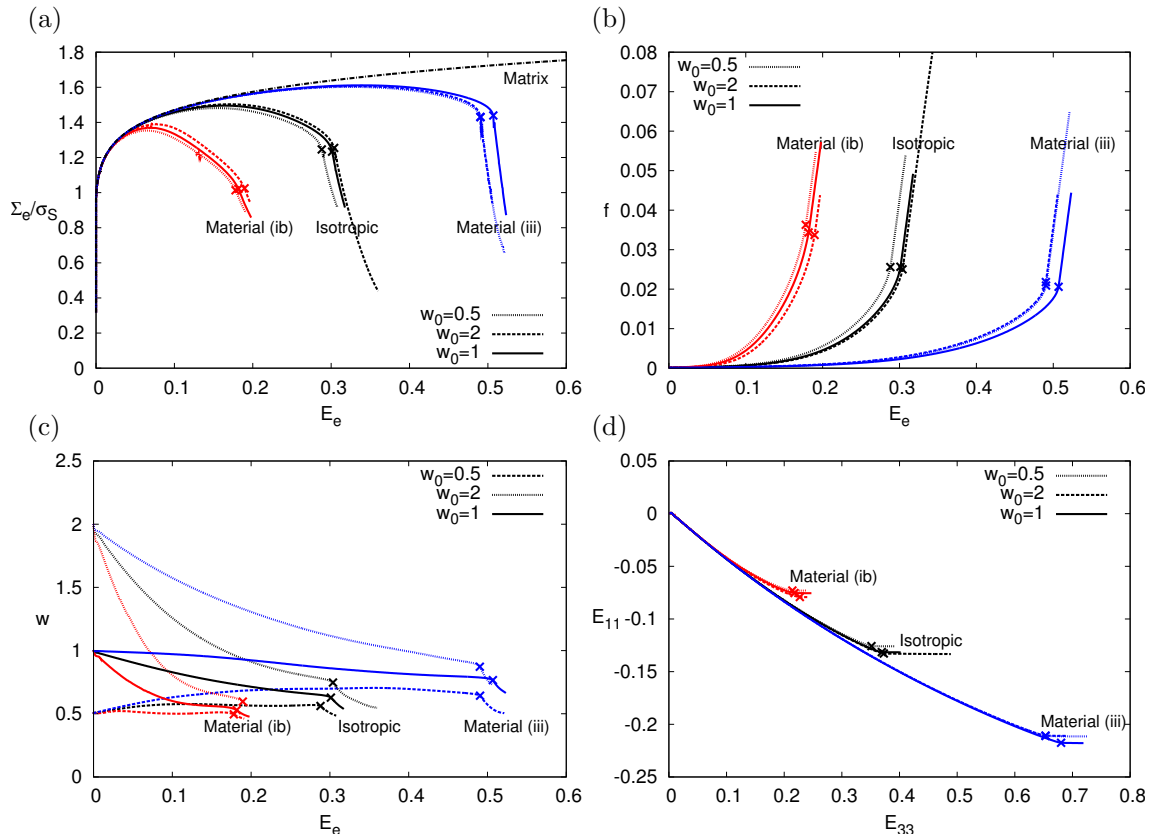 (a)
1.8
1.6
1.4
1.2
1
0.8
0.6
0.4
0.2
0
Σe/σS
Matrix
Material (ib)
Isotropic
Material (iii)
w0=0.5
w0=2
w0=1
0 0.1 0.2 0.3 0.4 0.5 0.6
Ee
(b)
0.08
0.07
0.06
0.05
0.04
0.03
0.02
0.01
0
f
w0=0.5
w0=2
w0=1
Material (ib)
Isotropic
Material (iii)
0 0.1 0.2 0.3 0.4 0.5 0.6
Ee
(c)
2.5
2
1.5
1
0.5
0
w
w0=0.5
w0=2
w0=1
Material (ib)
Isotropic
Material (iii)
0 0.1 0.2 0.3 0.4 0.5 0.6
Ee
(d)
0.05
0
-0.05
-0.1
-0.15
-0.2
-0.25
E11
w0=0.5
w0=2
w0=1
Material (ib)
Isotropic
Material (iii)
0 0.1 0.2 0.3 0.4 0.5 0.6 0.7 0.8
E33